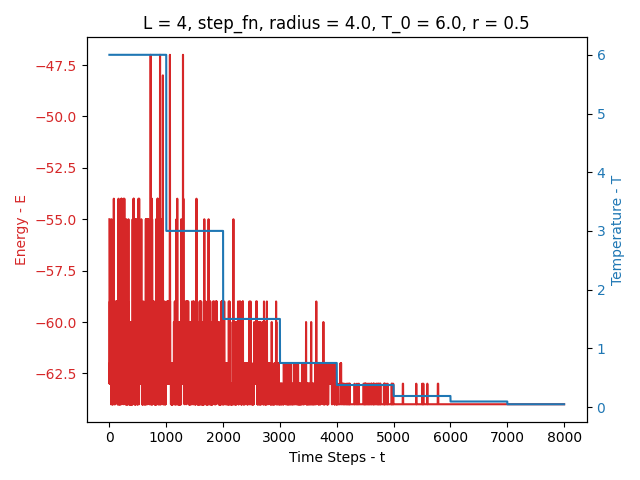 L = 4, step_fn, radius = 4.0, T_0 = 6.0, r = 0.5
Energy - E
−47.5
−50.0
−52.5
−55.0
−57.5
−60.0
−62.5
6
5
4
3
2
1
0
Temperature - T
0 1000 2000 3000 4000 5000 6000 7000 8000
Time Steps - t